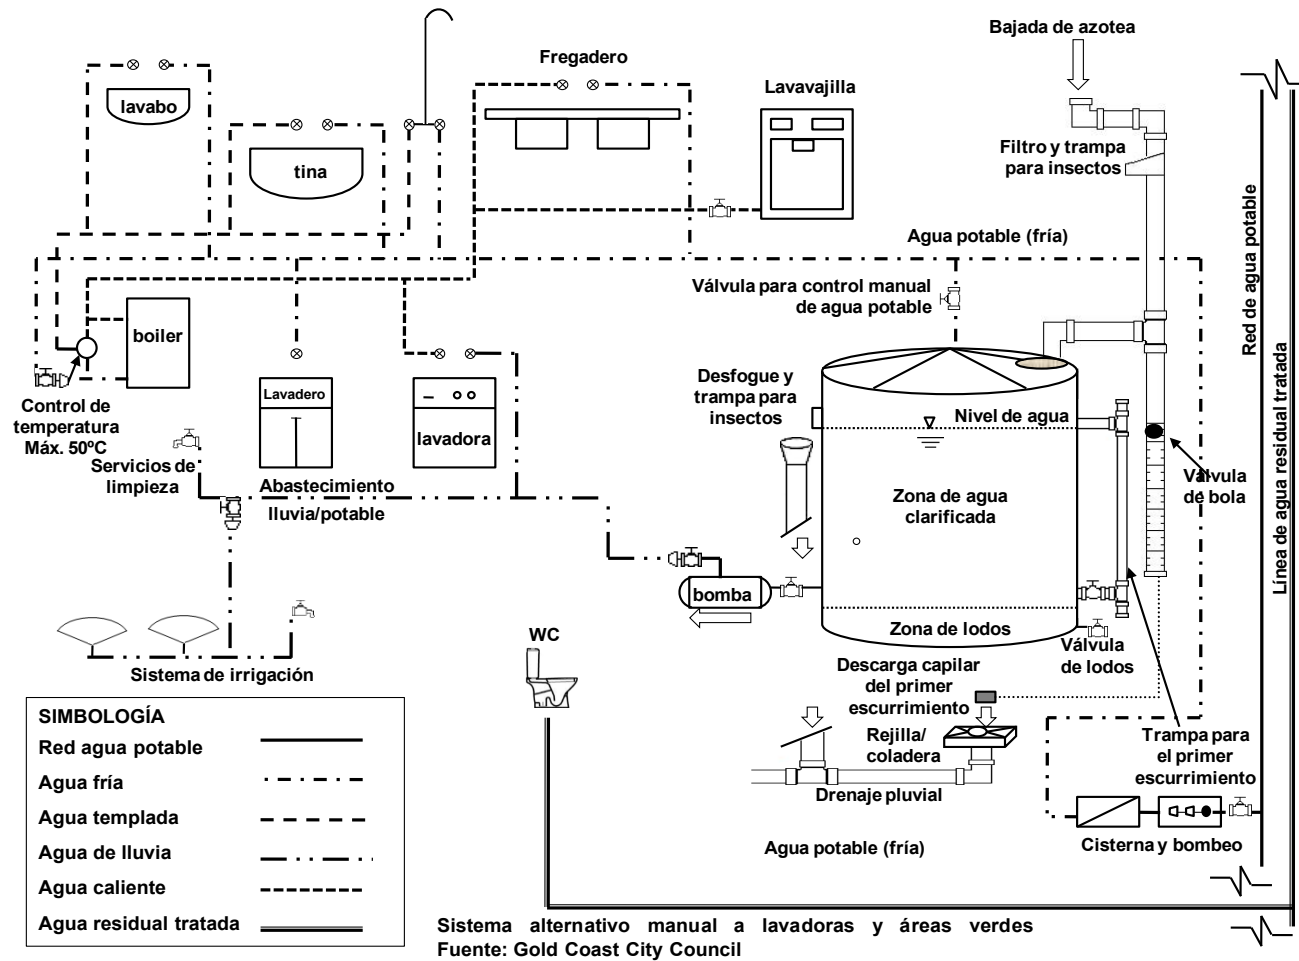 Bajada de azotea
Fregadero
Lavavajilla
lavabo
tina
Filtro y trampa
para insectos
Agua potable (fría)
Red de agua potable
Línea de agua residual tratada
Válvula para control manual
de agua potable
boiler
Control de
temperatura
Máx. 50ºC
Lavadero
lavadora
Desfogue y
trampa para
insectos
Nivel de agua
Válvula
de bola
Servicios de
limpieza
Abastecimiento
lluvia/potable
Zona de agua
clarificada
bomba
Zona de lodos
Válvula
de lodos
WC
Sistema de irrigación
Descarga capilar
del primer
escurrimiento
Rejilla/
coladera
Trampa para
el primer
escurrimiento
Drenaje pluvial
Cisterna y bombeo
Agua potable (fría)
SIMBOLOGÍA
Red agua potable
Agua fría
Agua templada
Agua de lluvia
Agua caliente
Agua residual tratada
Sistema alternativo manual a lavadoras y áreas verdes
Fuente: Gold Coast City Council